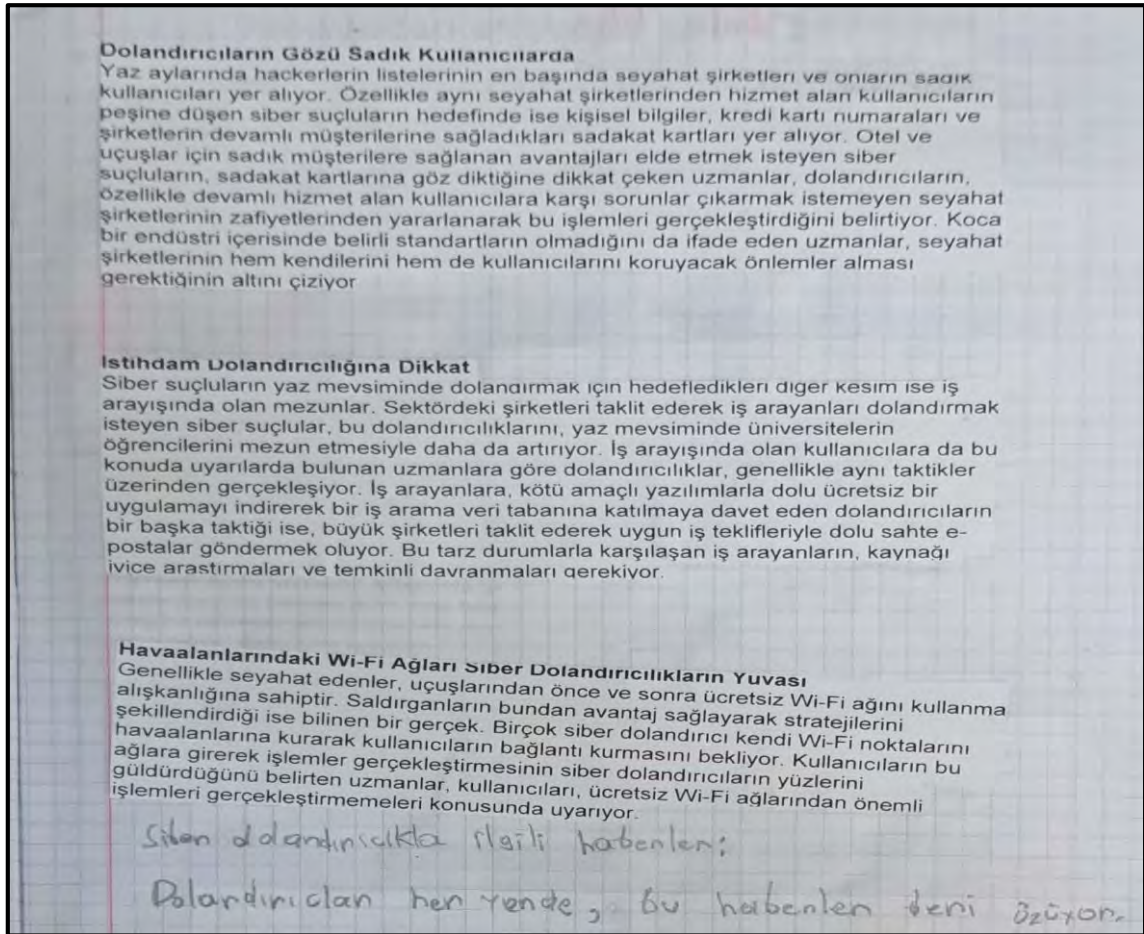 Dolandırıcıların Gözü Sadık Kullanıcılarda
Yaz aylarında hackerlerin listelerinin en başında seyahat şirketleri ve onların sadık
kullanıcıları yer alıyor. Özellikle aynı seyahat şirketlerinden hizmet alan kullanıcıların
peşine düşen siber suçluların hedefinde ise kişisel bilgiler, kredi kartı numaraları ve
şirketlerin devamlı müşterilerine sağladıkları sadakat kartları yer alıyor. Otel ve
uçuşlar için sadık müşterilere sağlanan avantajları elde etmek isteyen siber
suçluların, sadakat kartlarına göz diktiğine dikkat çeken uzmanlar, dolandırıcıların,
özellikle devamlı hizmet alan kullanıcılara karşı sorunlar çıkarmak istemeyen seyahat
şirketlerinin zafiyetlerinden yararlanarak bu işlemleri gerçekleştirdiğini belirtiyor. Koca
bir endüstri içerisinde belirli standartların olmadığını da ifade eden uzmanlar, seyahat
şirketlerinin hem kendilerini hem de kullanıcılarını koruyacak önlemler alması
gerektiğinin altını çiziyor
İstihdam Dolandırıcılığına Dikkat
Siber suçluların yaz mevsiminde dolandırmak için hedefledikleri diğer kesim ise iş
arayışında olan mezunlar. Sektördeki şirketleri taklit ederek iş arayanları dolandırmak
isteyen siber suçlular, bu dolandırıcılıklarını, yaz mevsiminde üniversitelerin
öğrencilerini mezun etmesiyle daha da artırıyor. İş arayışında olan kullanıcılara da bu
konuda uyarılarda bulunan uzmanlara göre dolandırıcılıklar, genellikle aynı taktikler
üzerinden gerçekleşiyor. İş arayanlara, kötü amaçlı yazılımlarla dolu ücretsiz bir
uygulamayı indirerek bir iş arama veri tabanına katılmaya davet eden dolandırıcıların
bir başka taktiği ise, büyük şirketleri taklit ederek uygun iş teklifleriyle dolu sahte e-
postalar göndermek oluyor. Bu tarz durumlarla karşılaşan iş arayanların, kaynağı
iyice araştırmaları ve temkinli davranmaları gerekiyor.
Havaalanlarındaki Wi-Fi Ağları Siber Dolandırıcılıkların Yuvası
Genellikle seyahat edenler, uçuşlarından önce ve sonra ücretsiz Wi-Fi ağını kullanma
alışkanlığına sahiptir. Saldırganların bundan avantaj sağlayarak stratejilerini
şekillendirdiği ise bilinen bir gerçek. Birçok siber dolandırıcı kendi Wi-Fi noktalarını
havaalanlarına kurarak kullanıcıların bağlantı kurmasını bekliyor. Kullanıcıların bu
ağlara girerek işlemler gerçekleştirmesinin siber dolandırıcıların yüzlerini
güldürdüğünü belirten uzmanlar, kullanıcıları, ücretsiz Wi-Fi ağlarından önemli
işlemleri gerçekleştirmemeleri konusunda uyarıyor.
Siber dolandırıcıkla ilgili haberler:
Dolandırıcları her yerde, bu haberler beni üzüyor.